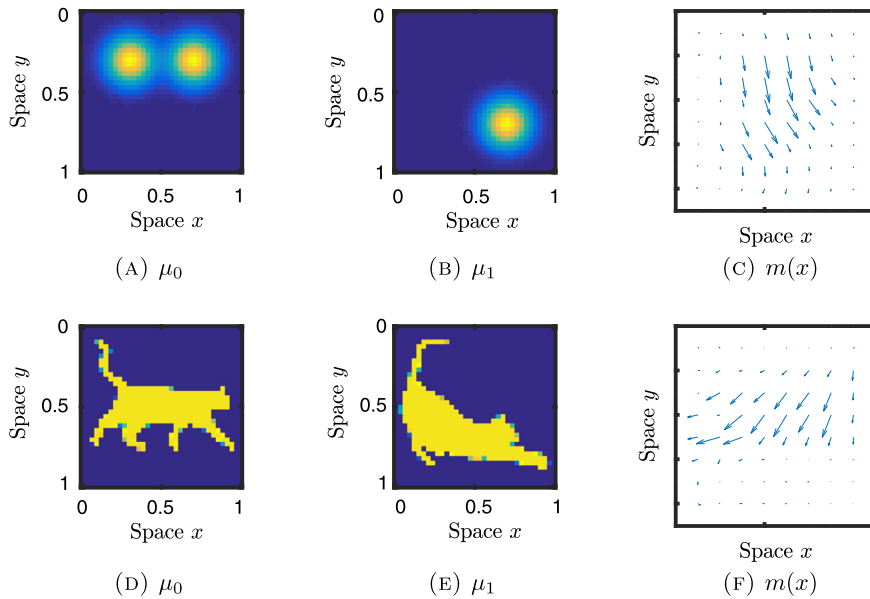 0
0.5
1
Space y
0 0.5 1
Space x
(A) μ0
0
0.5
1
Space y
0 0.5 1
Space x
(B) μ1
Space y
Space x
(C) m(x)
0
0.5
1
Space y
0 0.5 1
Space x
(D) μ0
0
0.5
1
Space y
0 0.5 1
Space x
(E) μ1
Space y
Space x
(F) m(x)